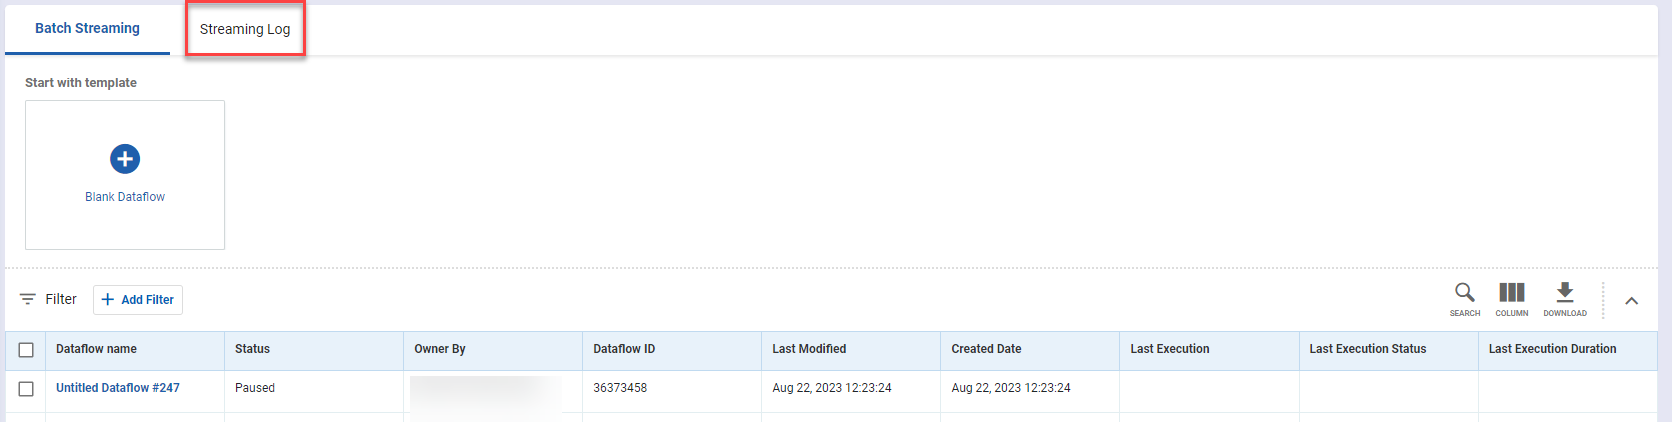 Batch Streaming Streaming Log
Start with template
Blank Dataflow
Filter Add Filter SEARCH COLUMN DOWNLOAD
Dataflow name Status Owner By Dataflow ID Last Modified Created Date Last Execution Last Execution Status Last Execution Duration
Untitled Dataflow #247 Paused 36373458 Aug 22, 2023 12:23:24 Aug 22, 2023 12:23:24